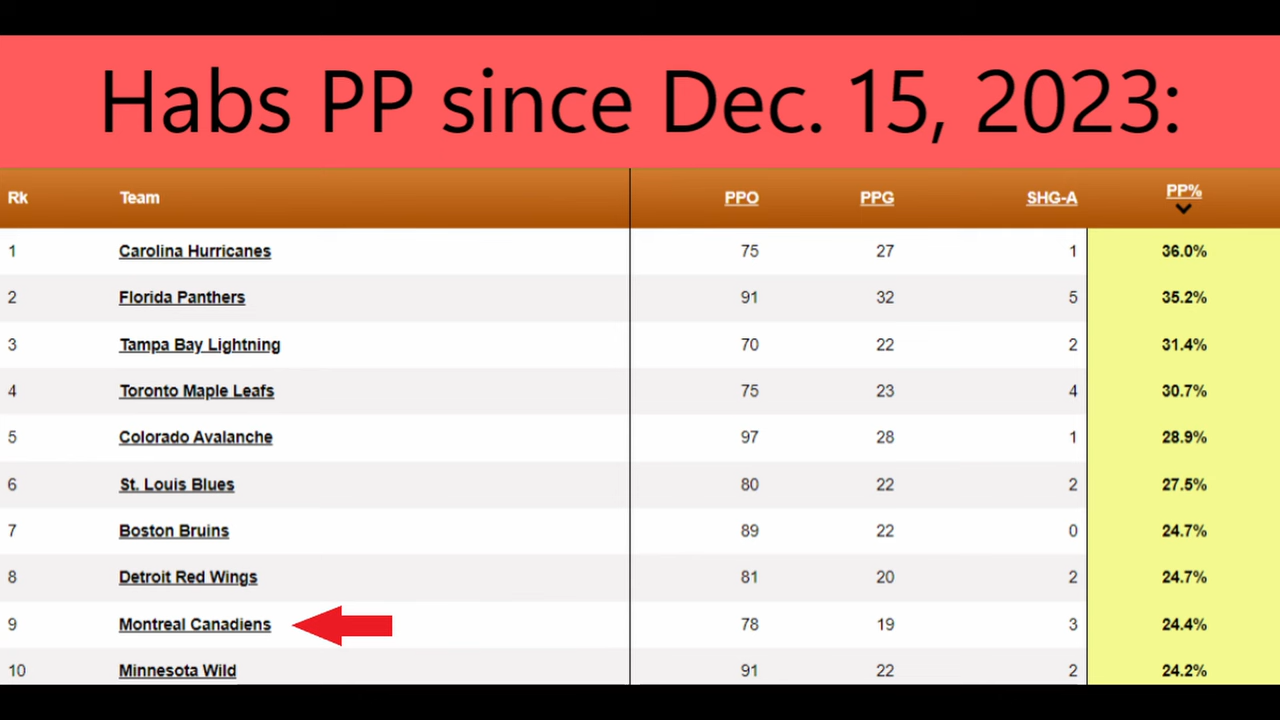 Habs PP since Dec. 15, 2023:
Rk Team PPO PPG SHG-A PP%
1 Carolina Hurricanes 75 27 1 36.0%
2 Florida Panthers 91 32 5 35.2%
3 Tampa Bay Lightning 70 22 2 31.4%
4 Toronto Maple Leafs 75 23 4 30.7%
5 Colorado Avalanche 97 28 1 28.9%
6 St. Louis Blues 80 22 2 27.5%
7 Boston Bruins 89 22 0 24.7%
8 Detroit Red Wings 81 20 2 24.7%
9 Montreal Canadiens 78 19 3 24.4%
10 Minnesota Wild 91 22 2 24.2%